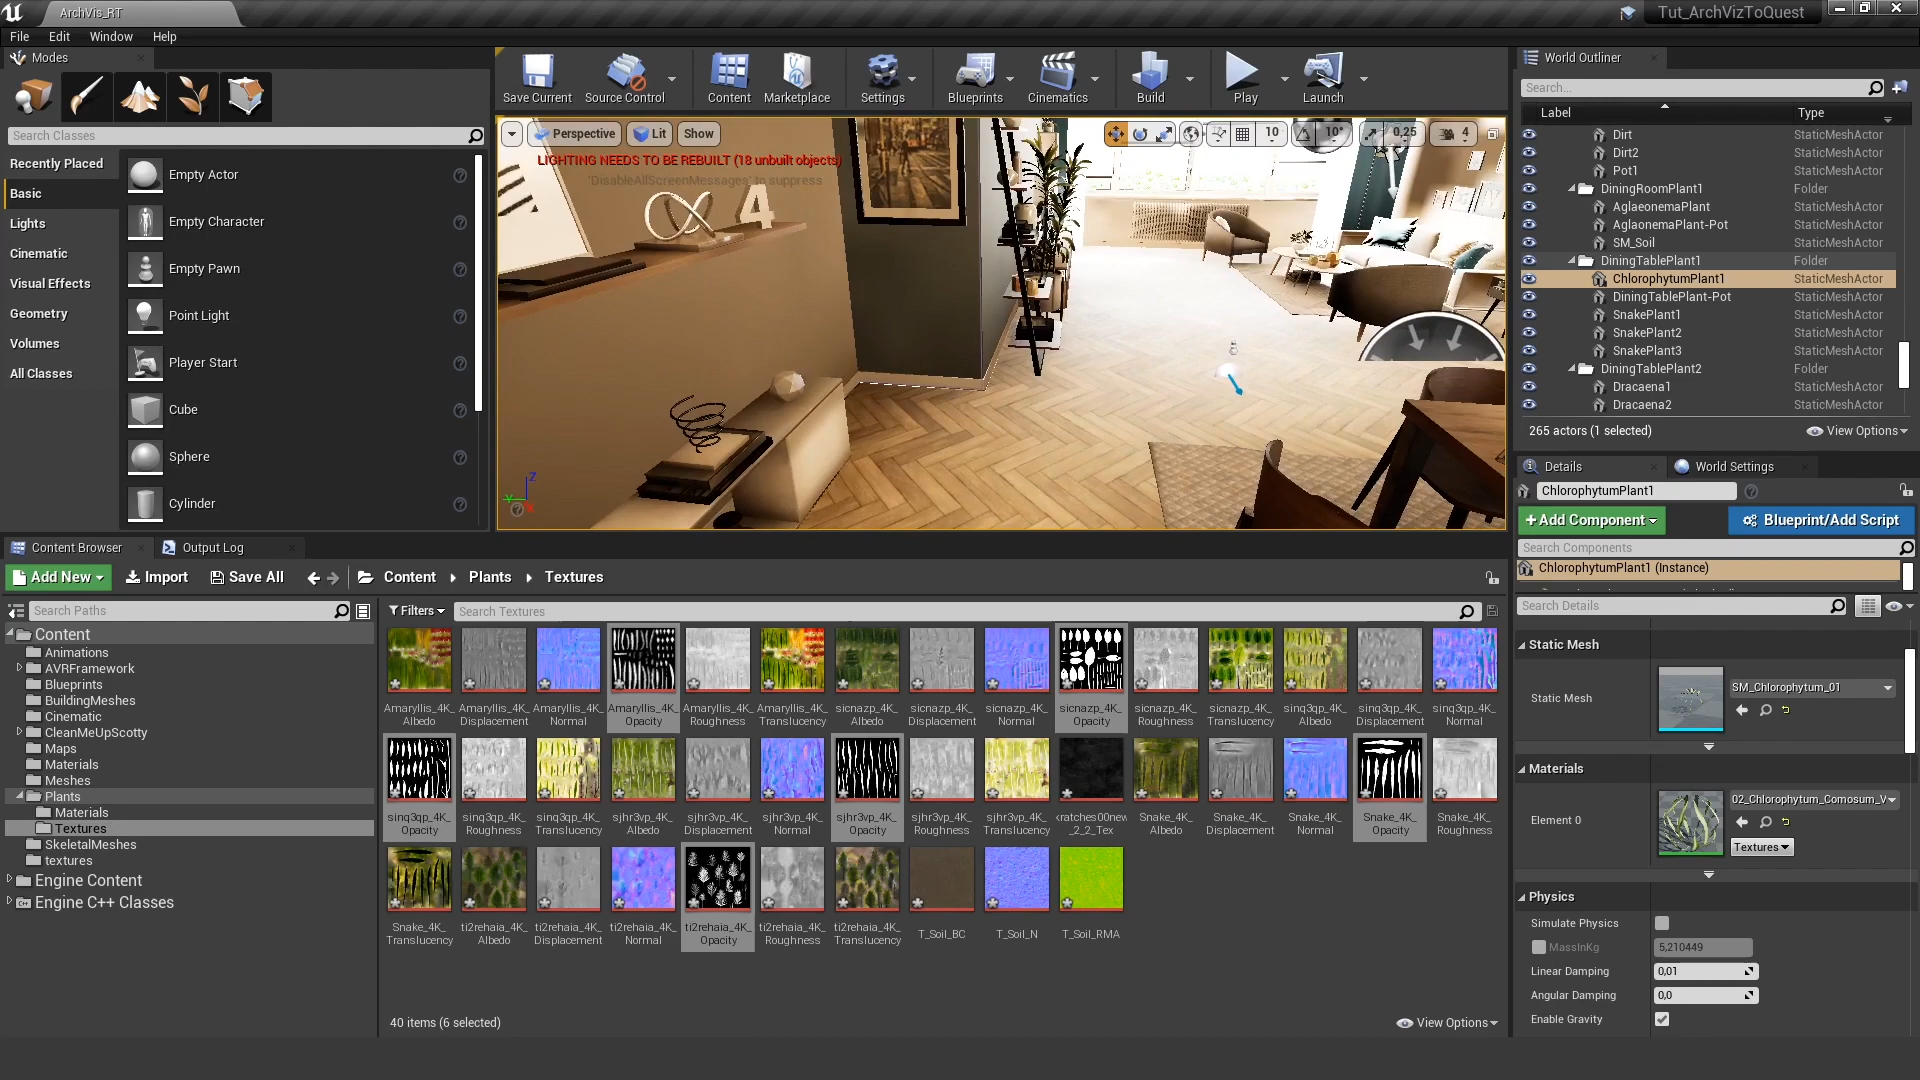 ArchVis_RT
Tut_ArchVizToQuest
File Edit Window Help
Modes
Search Classes
Recently Placed
Basic
Lights
Cinematic
Visual Effects
Geometry
Volumes
All Classes
Empty Actor
Empty Character
Empty Pawn
Point Light
Player Start
Cube
Sphere
Cylinder
Save Current
Source Control
Content
Marketplace
Settings
Blueprints
Cinematics
Build
Play
Launch
Perspective
Lit
Show
10
10°
0,25
4
LIGHTING NEEDS TO BE REBUILT (18 unbuilt objects)
'DisableAllScreenMessages' to suppress
4
Z
Y
World Outliner
Search...
Label Type
Dirt StaticMeshActor
Dirt2 StaticMeshActor
Pot1 StaticMeshActor
DiningRoomPlant1 Folder
AglaeonemaPlant StaticMeshActor
AglaonemaPlant-Pot StaticMeshActor
SM_Soil StaticMeshActor
DiningTablePlant1 Folder
ChlorophytumPlant1 StaticMeshActor
DiningTablePlant-Pot StaticMeshActor
SnakePlant1 StaticMeshActor
SnakePlant2 StaticMeshActor
SnakePlant3 StaticMeshActor
DiningTablePlant2 Folder
Dracaena1 StaticMeshActor
Dracaena2 StaticMeshActor
265 actors (1 selected) View Options
Details World Settings
ChlorophytumPlant1
+Add Component
Blueprint/Add Script
Search Components
ChlorophytumPlant1 (Instance)
Search Details
Static Mesh
Static Mesh
SM_Chlorophytum_01
Materials
Element 0
02_Chlorophytum_Comosum_V
Textures
Physics
Simulate Physics
MassInKg 5,210449
Linear Damping 0,01
Angular Damping 0,0
Enable Gravity
Content Browser Output Log
Add New Import Save All Content Plants Textures
Search Paths
Filters Search Textures
Content
Animations
AVRFramework
Blueprints
BuildingMeshes
Cinematic
CleanMeUpScotty
Maps
Materials
Meshes
Plants
Materials
Textures
SkeletalMeshes
textures
Engine Content
Engine C++ Classes
Amaryllis_4K_ Albedo
Amaryllis_4K_ Displacement
Amaryllis_4K_ Normal
Amaryllis_4K_ Opacity
Amaryllis_4K_ Roughness
Amaryllis_4K_ Translucency
sicnazp_4K_ Albedo
sicnazp_4K_ Displacement
sicnazp_4K_ Normal
sicnazp_4K_ Opacity
sicnazp_4K_ Roughness
sicnazp_4K_ Translucency
sinq3qp_4K_ Albedo
sinq3qp_4K_ Displacement
sinq3qp_4K_ Normal
sinq3qp_4K_ Opacity
sinq3qp_4K_ Roughness
sinq3qp_4K_ Translucency
sjhr3vp_4K_ Albedo
sjhr3vp_4K_ Displacement
sjhr3vp_4K_ Normal
sjhr3vp_4K_ Opacity
sjhr3vp_4K_ Roughness
sjhr3vp_4K_ Translucency
kratches00new _2_2_Tex
Snake_4K_ Albedo
Snake_4K_ Displacement
Snake_4K_ Normal
Snake_4K_ Opacity
Snake_4K_ Roughness
Snake_4K_ Translucency
ti2rehaia_4K_ Albedo
ti2rehaia_4K_ Displacement
ti2rehaia_4K_ Normal
ti2rehaia_4K_ Opacity
ti2rehaia_4K_ Roughness
ti2rehaia_4K_ Translucency
T_Soil_BC
T_Soil_N
T_Soil_RMA
40 items (6 selected) View Options